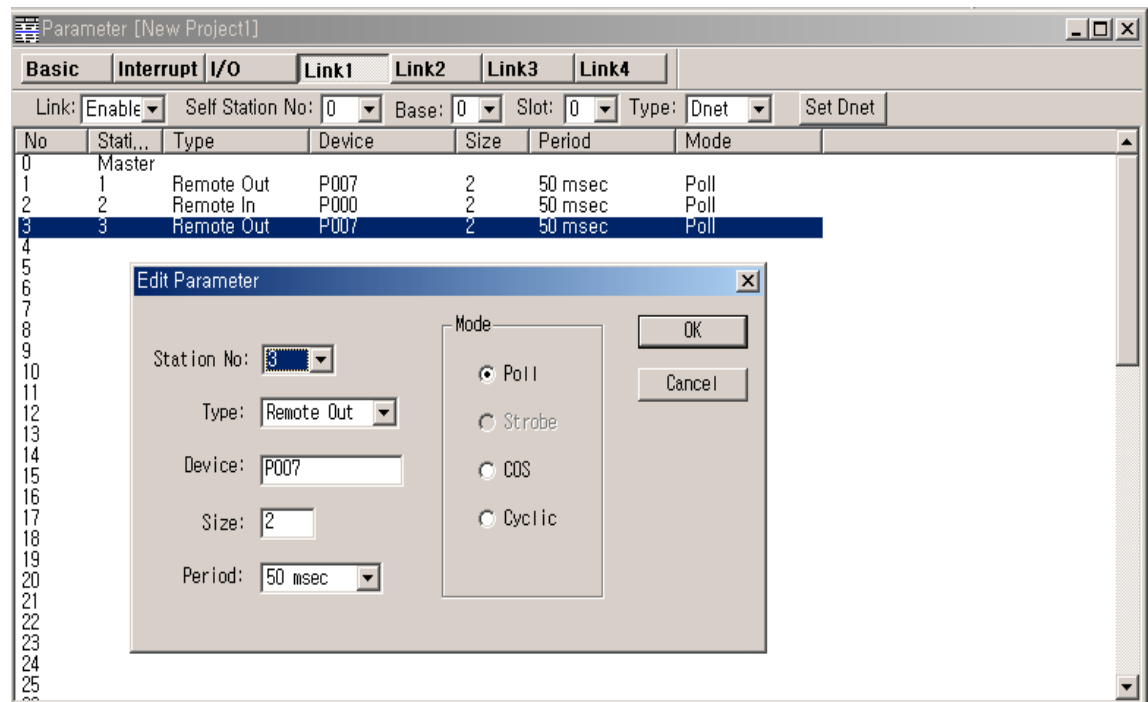 Parameter [New Project1]
Basic Interrupt I/O Link1 Link2 Link3 Link4
Link: Enable Self Station No: 0 Base: 0 Slot: 0 Type: Dnet Set Dnet
No Stati... Type Device Size Period Mode
0 Master
1 1 Remote Out P007 2 50 msec Poll
2 2 Remote In P000 2 50 msec Poll
3 3 Remote Out P007 2 50 msec Poll
4
5
6
7
8
9
10
11
12
13
14
15
16
17
18
19
20
21
22
23
24
25
Edit Parameter
Station No: 3
Type: Remote Out
Device: P007
Size: 2
Period: 50 msec
Mode
Poll
Strobe
COS
Cyclic
OK
Cancel